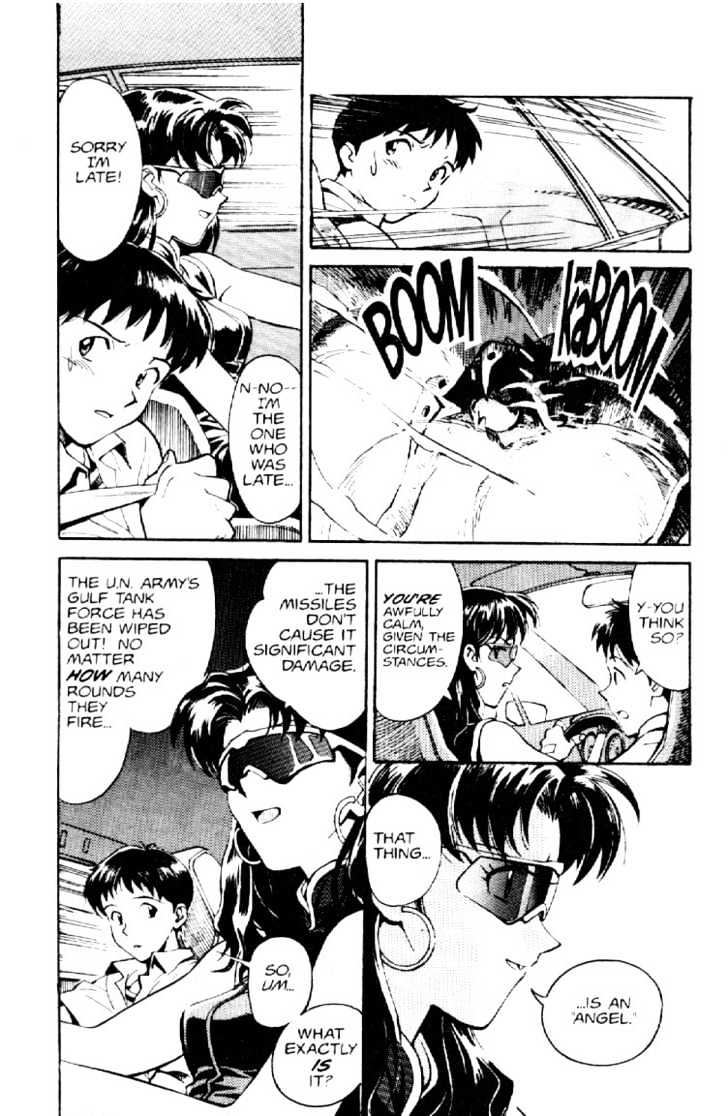 SORRY
I'M
LATE!
N-NO--
I'M
THE
ONE
WHO
WAS
LATE...
BOOM
kaBOOM
THE U.N. ARMY'S
GULF TANK
FORCE HAS
BEEN WIPED
OUT! NO
MATTER
HOW MANY
ROUNDS
THEY
FIRE...
...THE
MISSILES
DON'T
CAUSE IT
SIGNIFICANT
DAMAGE.
YOU'RE
AWFULLY
CALM,
GIVEN THE
CIRCUM-
STANCES.
Y-YOU
THINK
SO?
SO,
UM...
WHAT
EXACTLY
IS
IT?
THAT
THING...
...IS AN
"ANGEL."